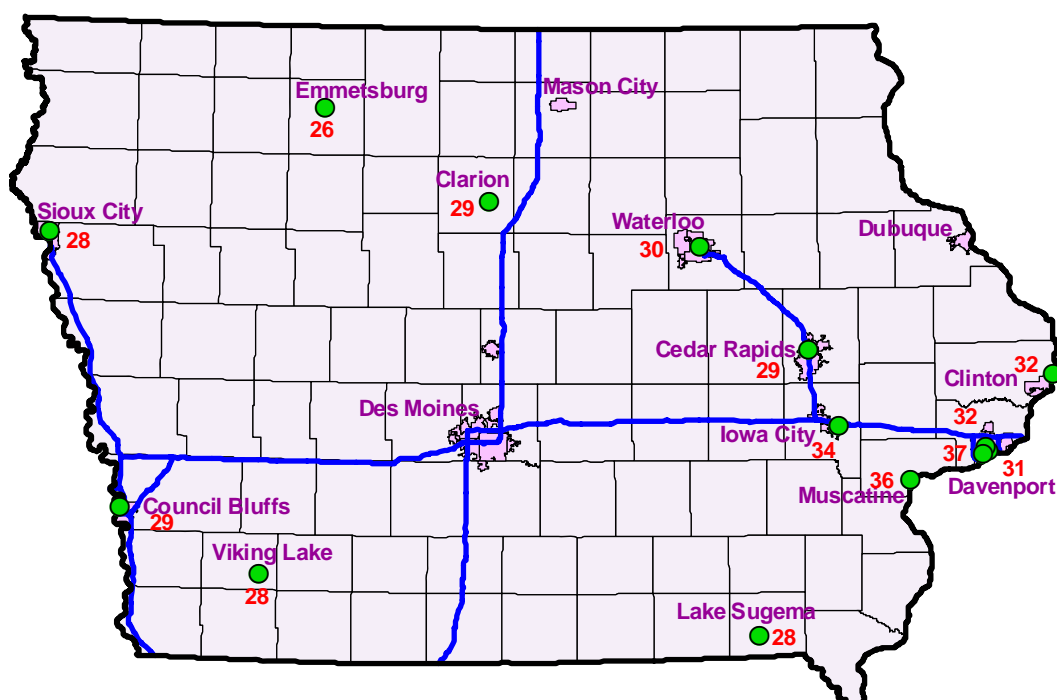 Emmetsburg
26
Mason City
Clarion
29
Sioux City
28
Waterloo
30
Dubuque
Cedar Rapids
29
32
Clinton
Des Moines
32
Iowa City
34
37
31
Davenport
36
Muscatine
Council Bluffs
29
Viking Lake
28
Lake Sugema
28